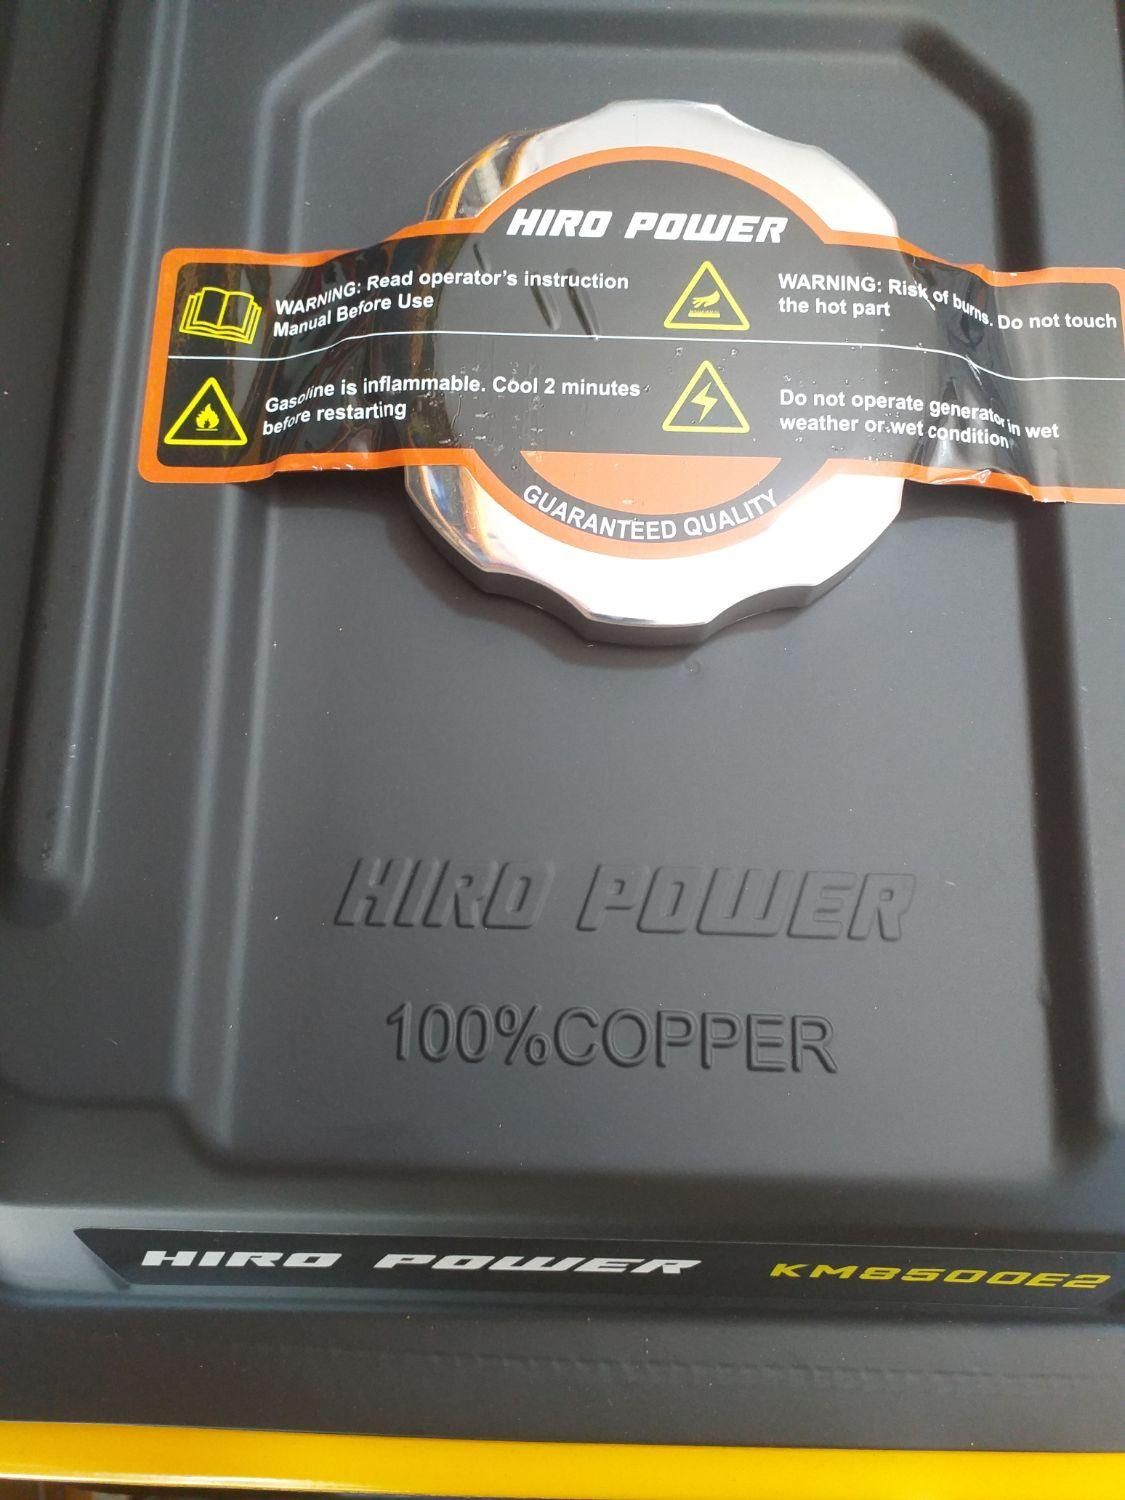 HIRO POWER
WARNING: Read operator's instruction
Manual Before Use
WARNING: Risk of burns. Do not touch
the hot part
Gasoline is inflammable. Cool 2 minutes
before restarting
Do not operate generator in wet
weather or wet condition
GUARANTEED QUALITY
HIRO POWER
100%COPPER
HIRO POWER KM8500E2